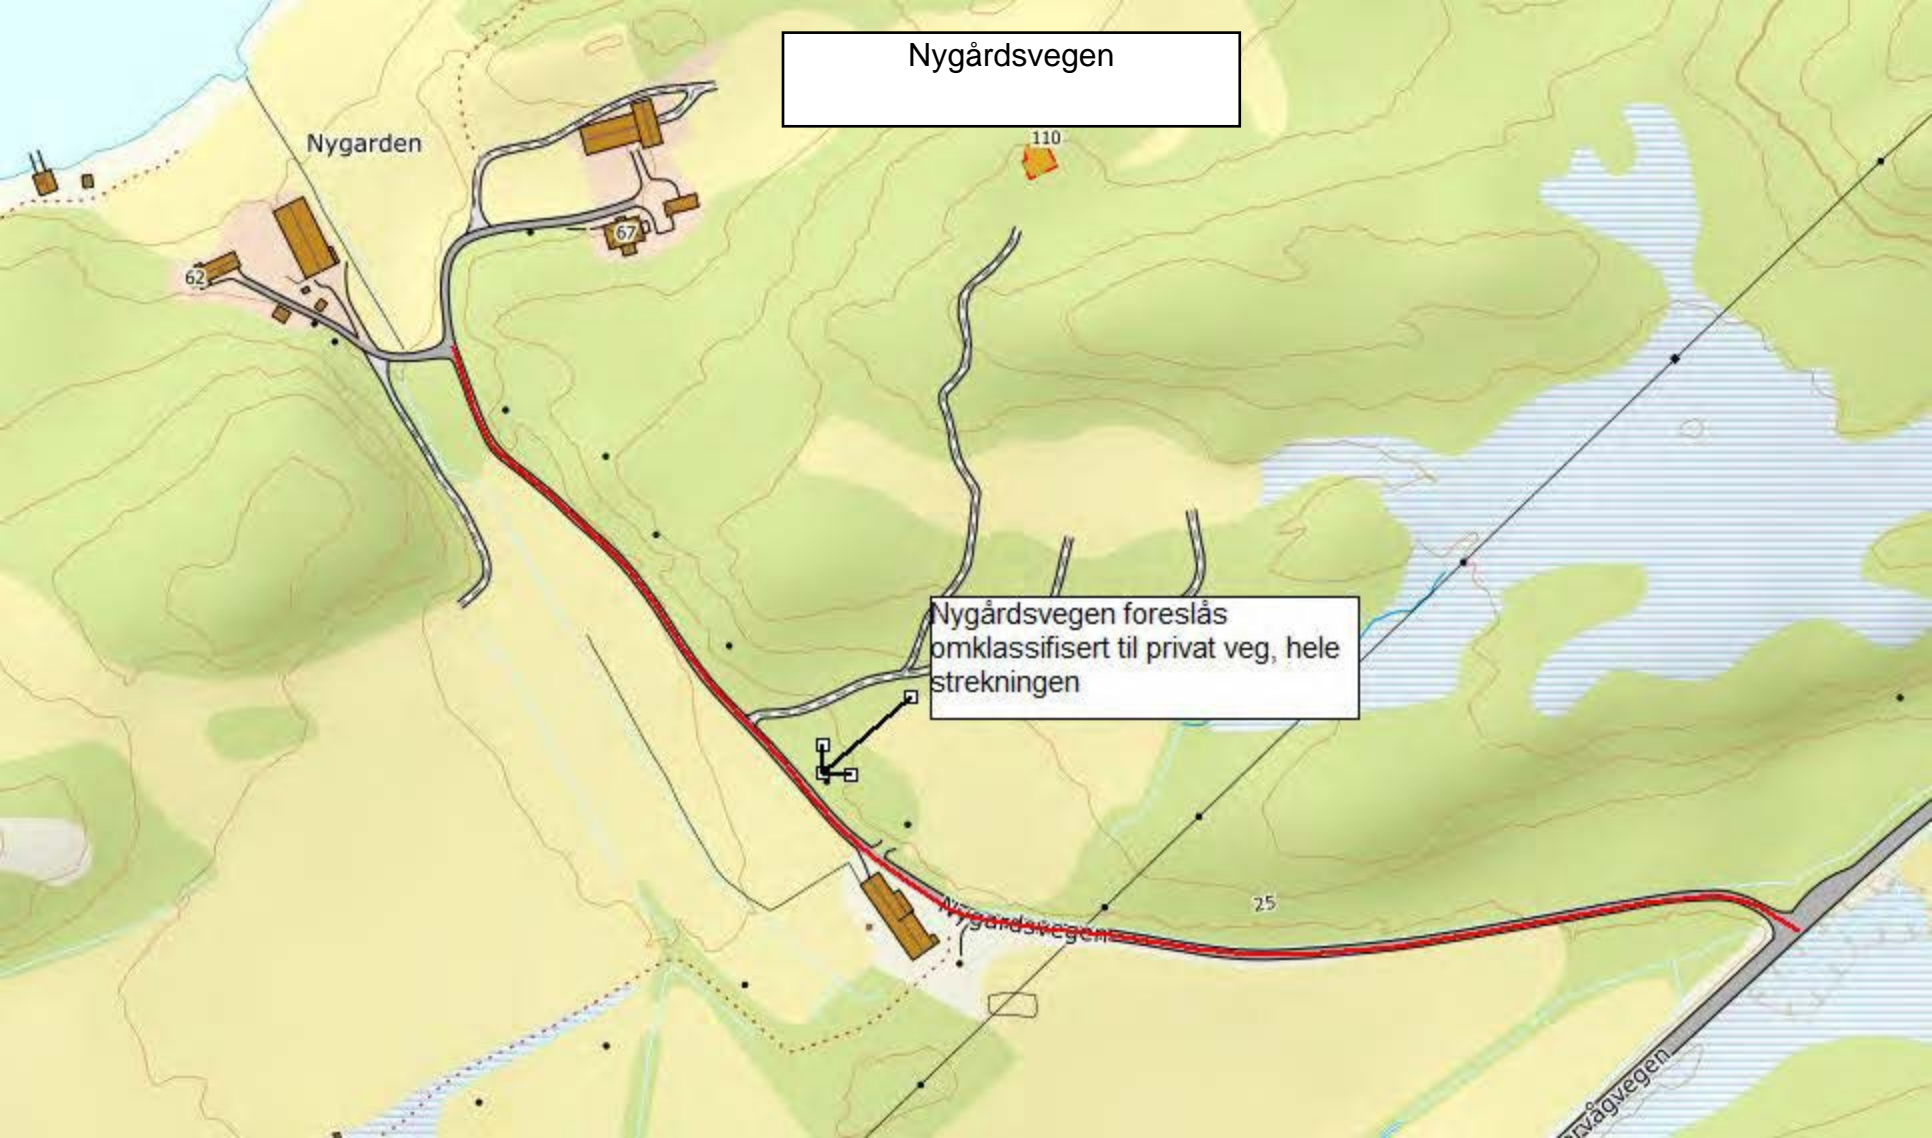 Nygårdsvegen
110
Nygarden
67
62
Nygårdsvegen foreslås
omklassifisert til privat veg, hele
strekningen
25
Nygårdsvegen